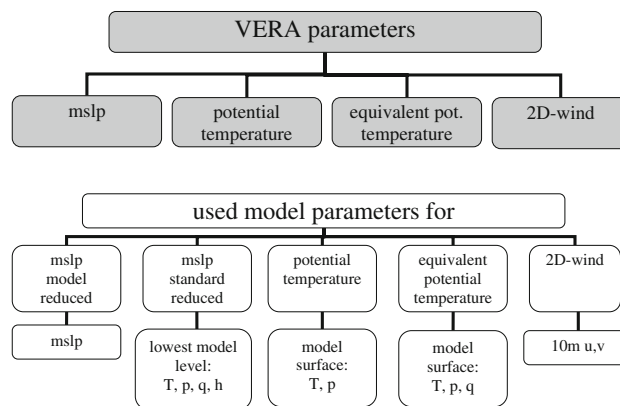 VERA parameters
mslp
potential
temperature
equivalent pot.
temperature
2D-wind
used model parameters for
mslp
model
reduced
mslp
standard
reduced
potential
temperature
equivalent
potential
temperature
2D-wind
mslp
lowest model
level:
T, p, q, h
model
surface:
T, p
model
surface:
T, p, q
10m u,v